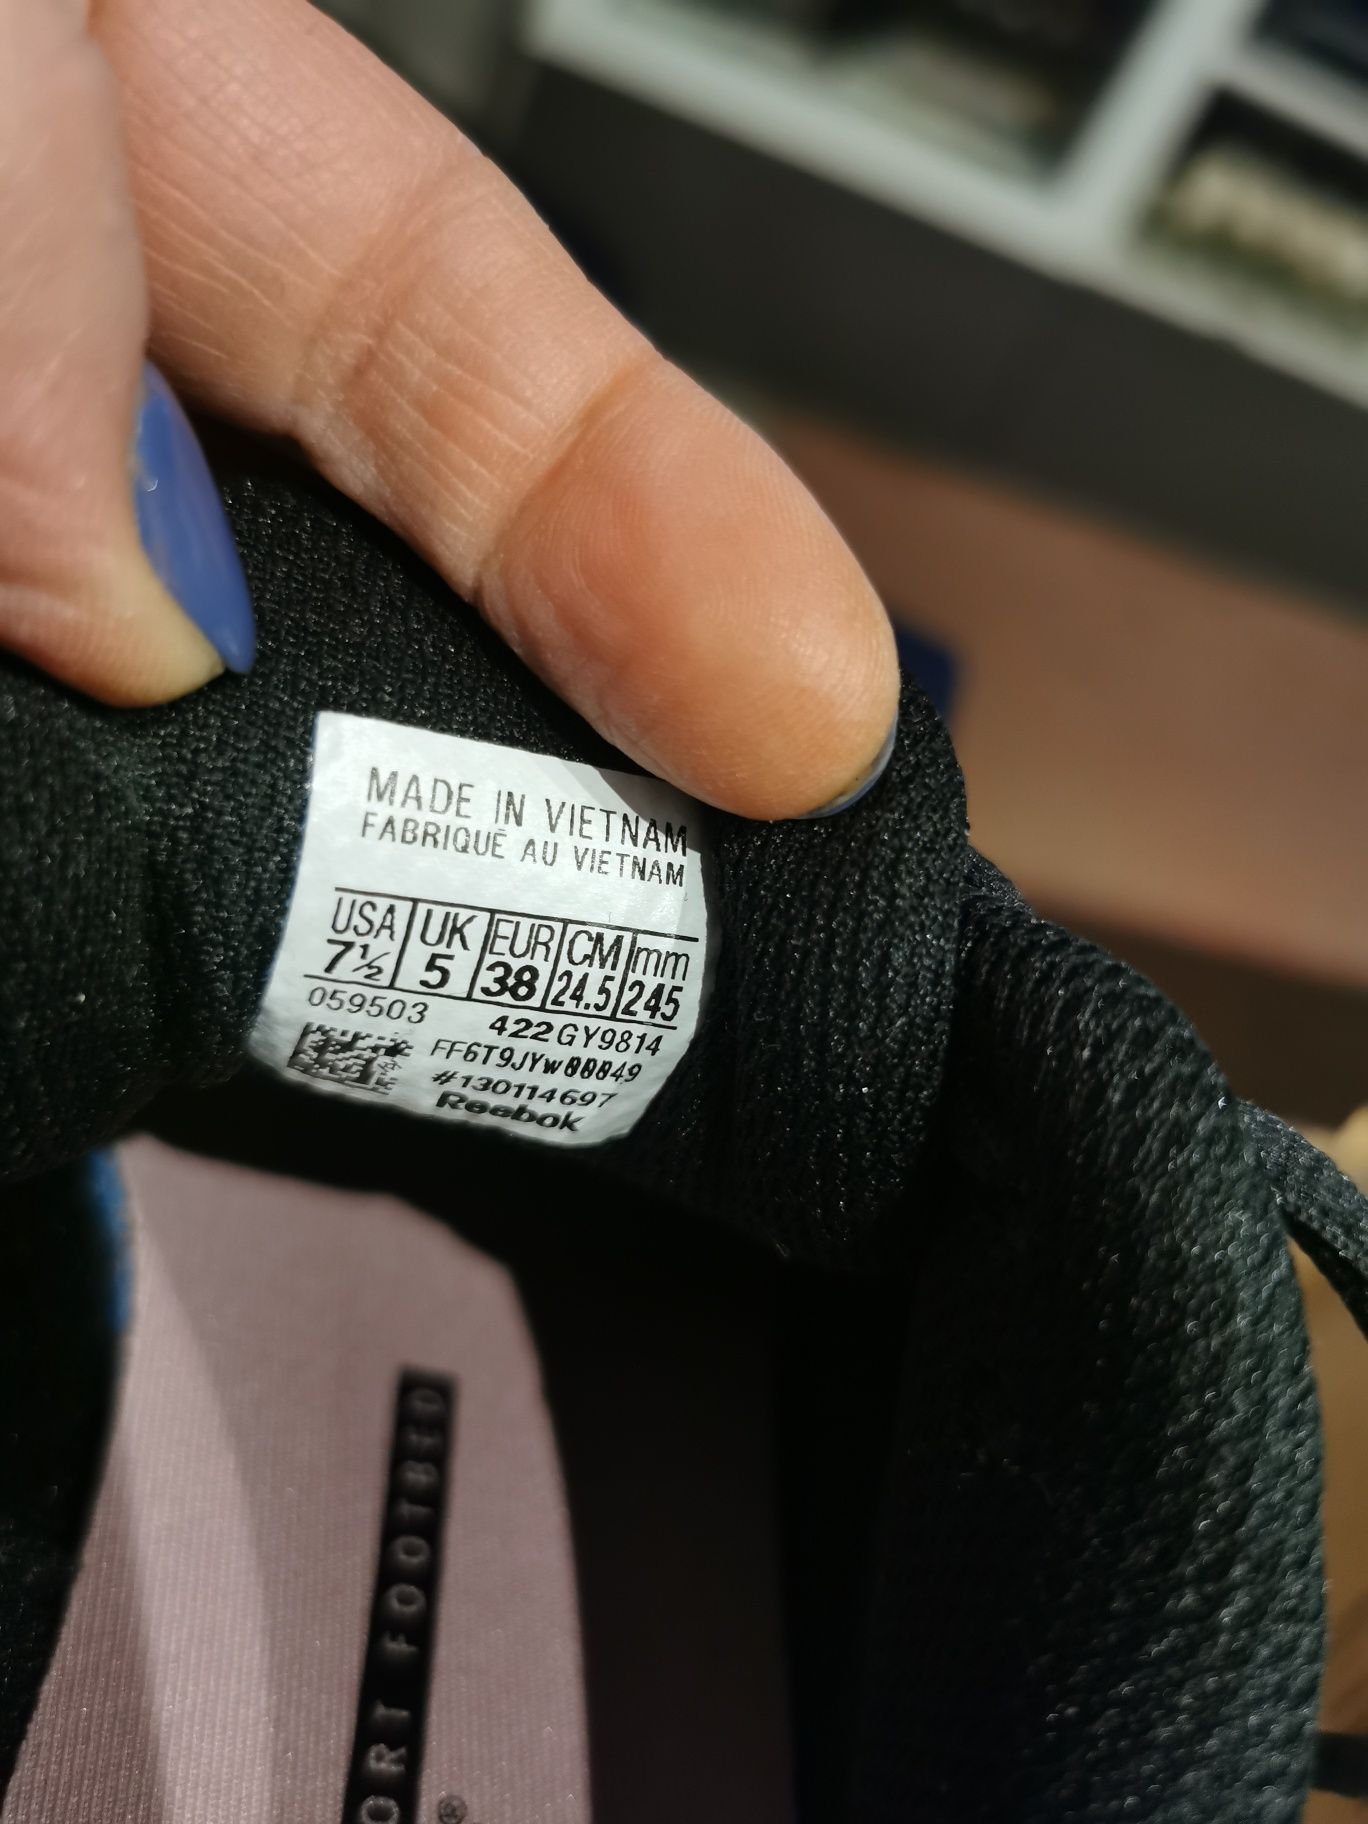 MADE IN VIETNAM
FABRIQUÉ AU VIETNAM
USA UK EUR CM mm
7½ 5 38 24.5 245
059503 422 GY9814
FF6T9JYW00049
#130114697
Reebok
ORT FOOTBED
®